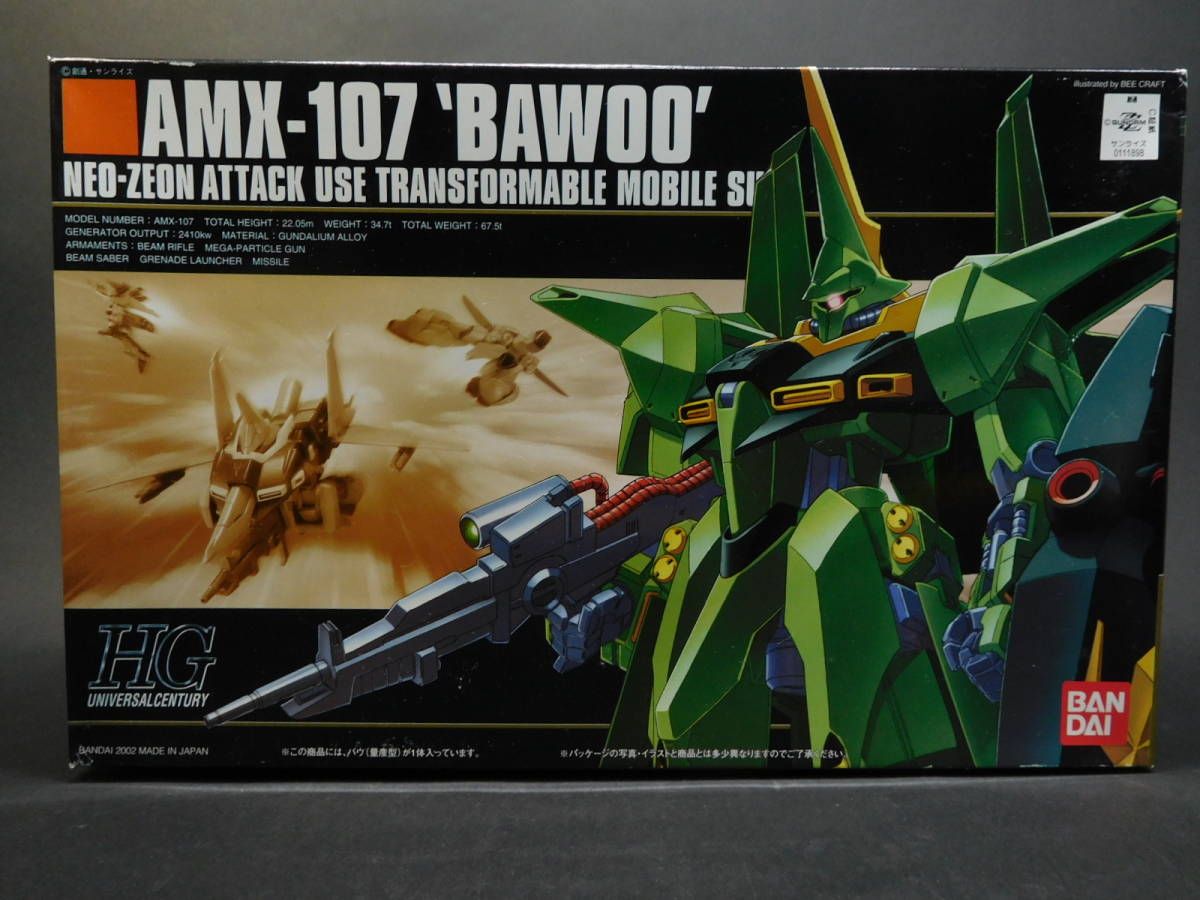 ©創通・サンライズ
AMX-107 'BAWOO'
NEO-ZEON ATTACK USE TRANSFORMABLE MOBILE
MODEL NUMBER : AMX-107 TOTAL HEIGHT : 22.05m WEIGHT : 34.7t TOTAL WEIGHT : 67.5t
GENERATOR OUTPUT : 2410kw MATERIAL : GUNDALIUM ALLOY
ARMAMENTS : BEAM RIFLE MEGA-PARTICLE GUN
BEAM SABER GRENADE LAUNCHER MISSILE
illustrated by BEE CRAFT
GUNDAM
サンライズ
0111898
HG
UNIVERSAL CENTURY
BAN
DAI
BANDAI 2002 MADE IN JAPAN
※この商品には、バウ(量産型)が1体入っています。
※パッケージの写真・イラストと商品とは多少異なりますのでご了承ください。